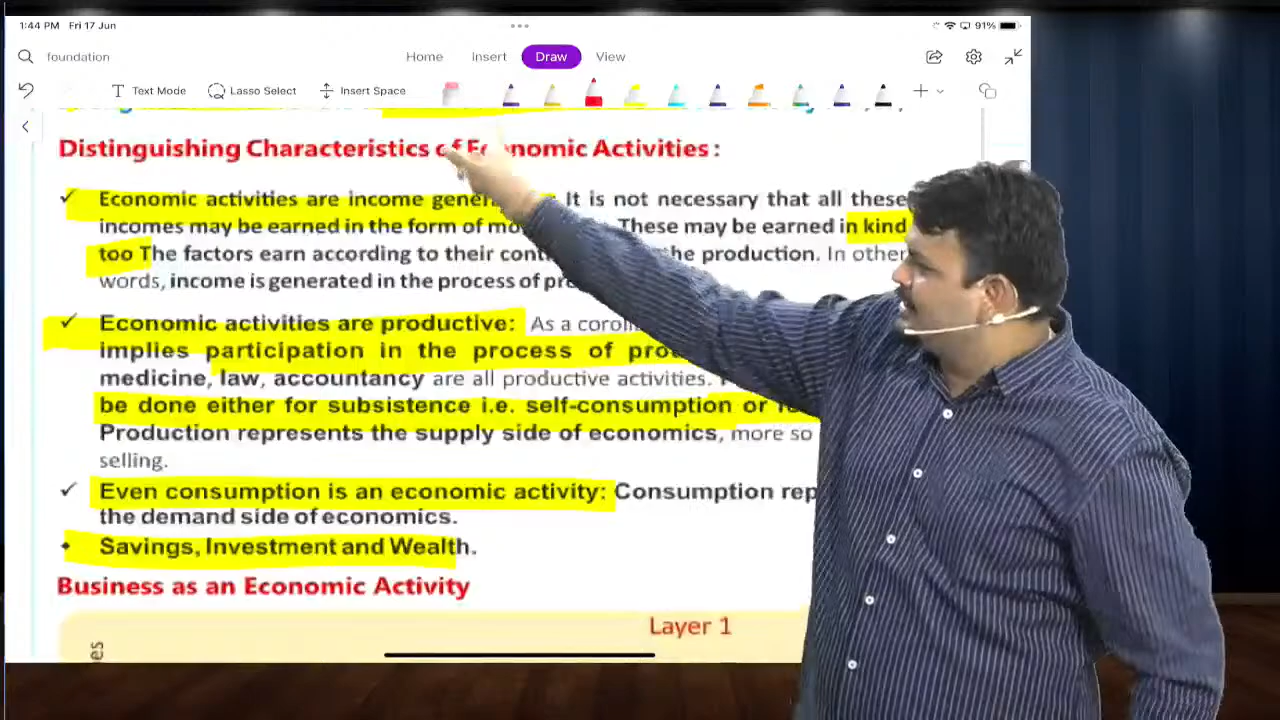 1:44 PM Fri 17 Jun
91%
foundation
Home Insert Draw View
Text Mode Lasso Select Insert Space
Distinguishing Characteristics of Economic Activities :
✓ Economic activities are income It is not necessary that all these
incomes may be earned in the form of These may be earned in kind
too The factors earn according to their the production. In other
words, income is generated in the process of
✓ Economic activities are productive: As a
implies participation in the process of
medicine, law, accountancy are all productive activities.
be done either for subsistence i.e. self-consumption or
Production represents the supply side of economics, more so
selling.
✓ Even consumption is an economic activity: Consumption
the demand side of economics.
Savings, Investment and Wealth.
Business as an Economic Activity
Layer 1